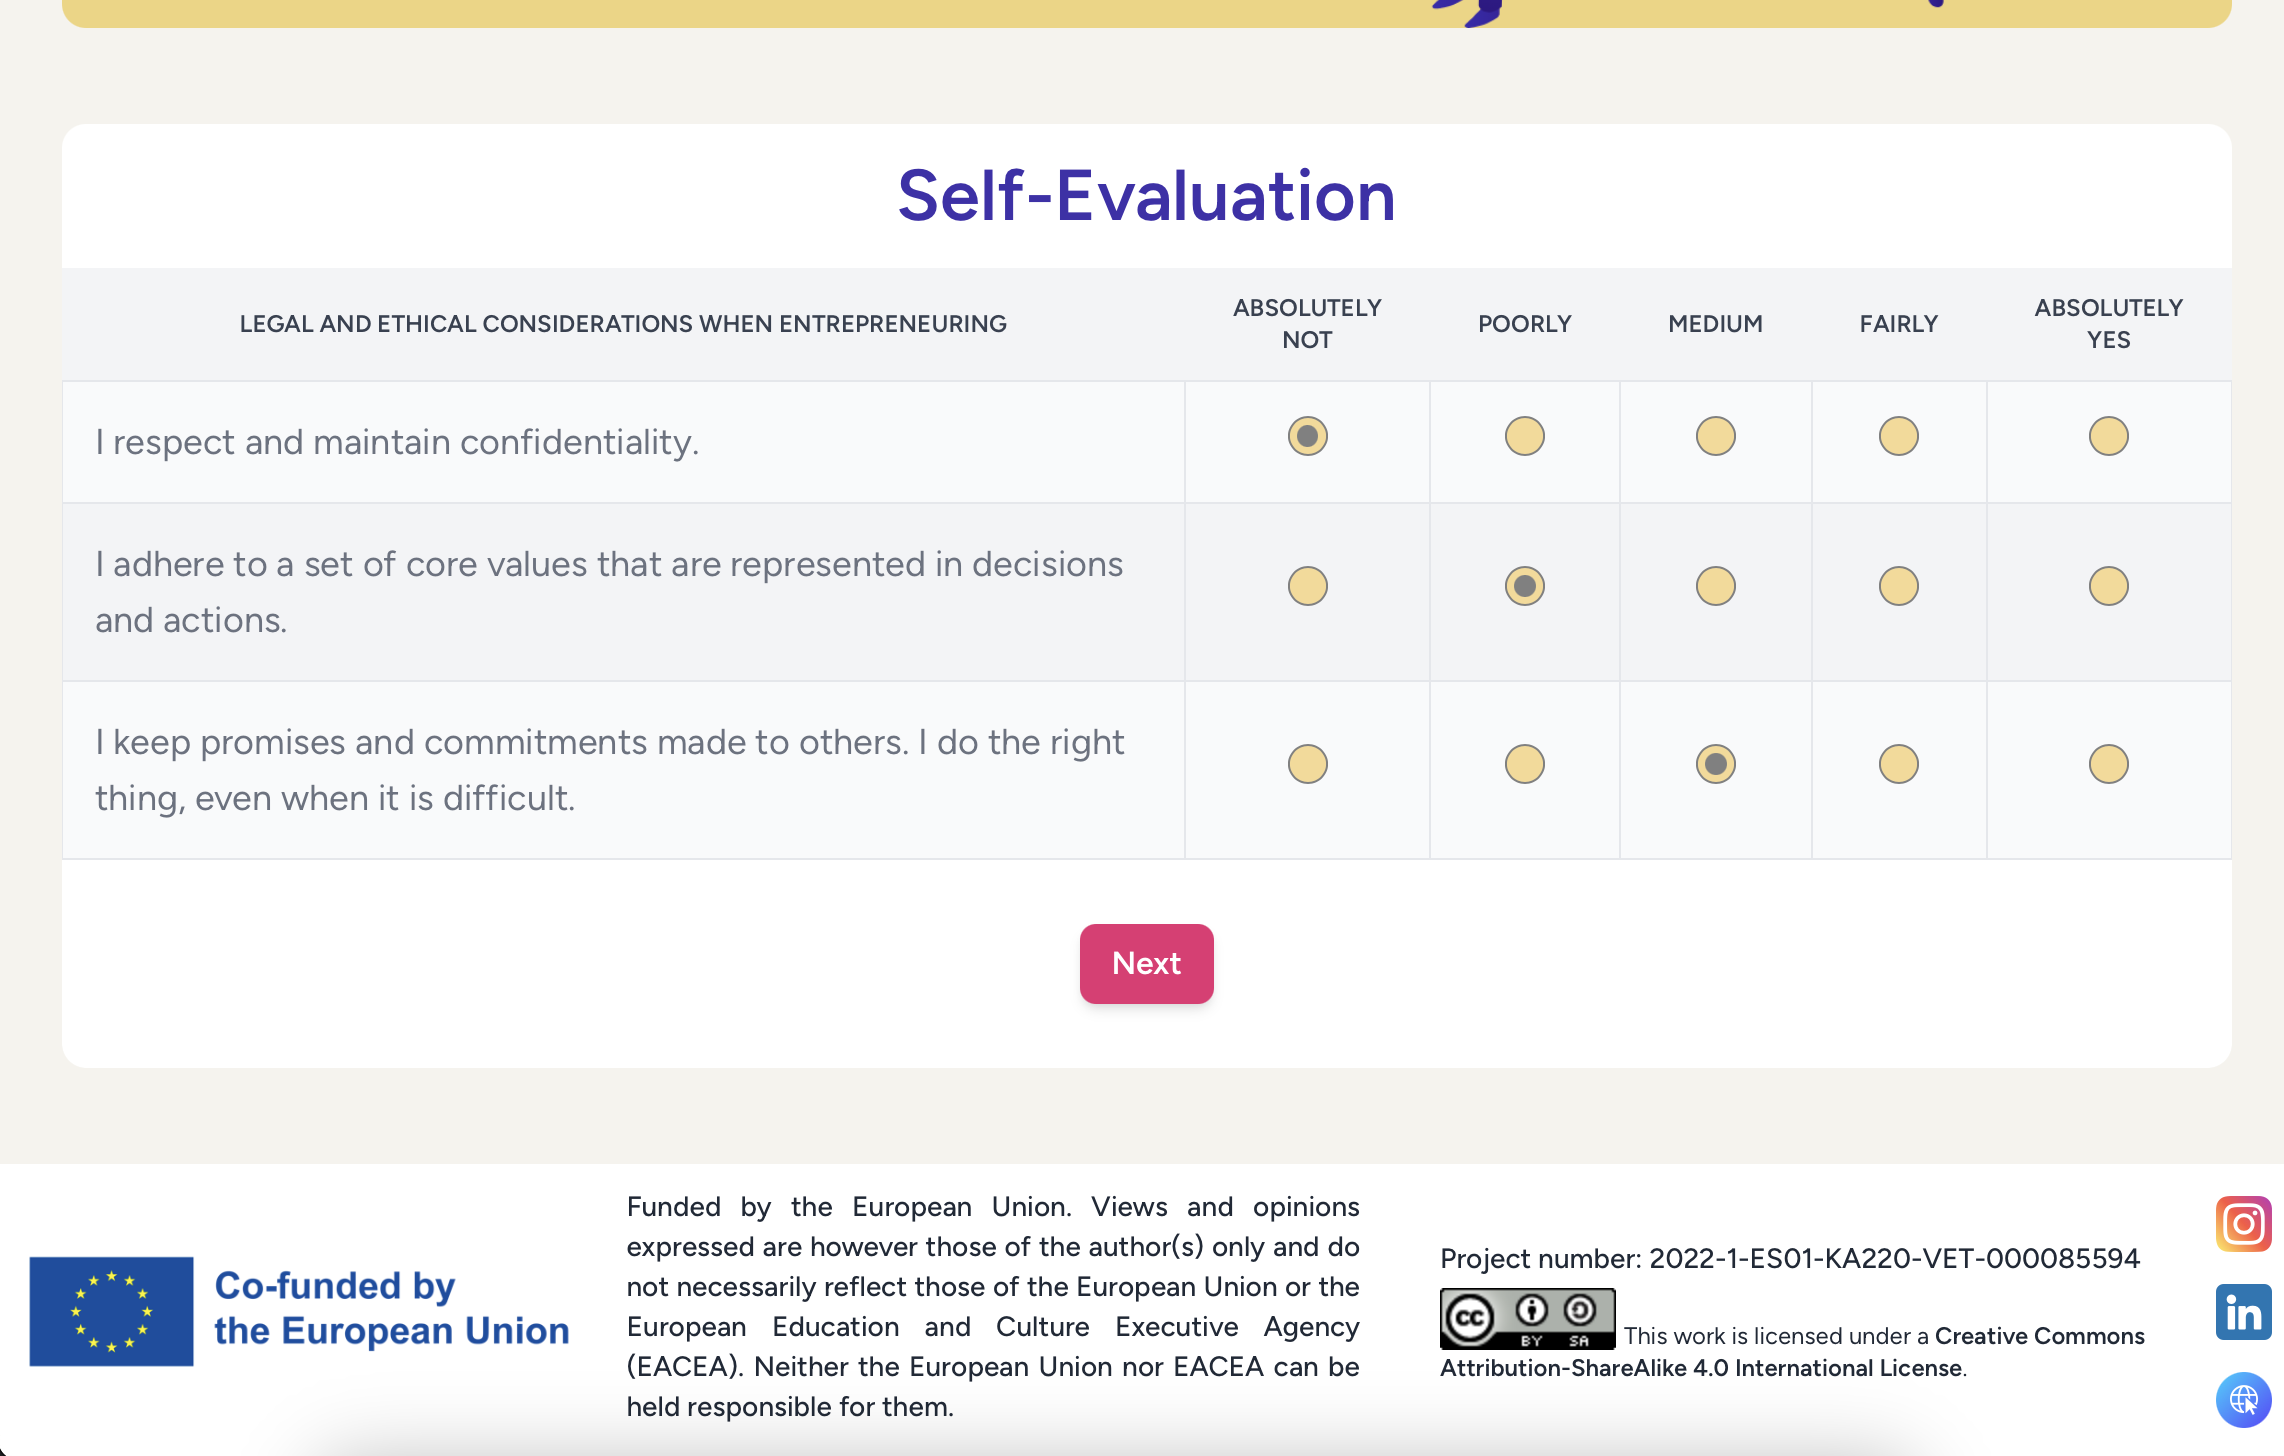 Self-Evaluation
LEGAL AND ETHICAL CONSIDERATIONS WHEN ENTREPRENEURING
ABSOLUTELY
NOT
POORLY
MEDIUM
FAIRLY
ABSOLUTELY
YES
I respect and maintain confidentiality.
I adhere to a set of core values that are represented in decisions
and actions.
I keep promises and commitments made to others. I do the right
thing, even when it is difficult.
Next
Co-funded by
the European Union
Funded by the European Union. Views and opinions
expressed are however those of the author(s) only and do
not necessarily reflect those of the European Union or the
European Education and Culture Executive Agency
(EACEA). Neither the European Union nor EACEA can be
held responsible for them.
Project number: 2022-1-ES01-KA220-VET-000085594
cc BY SA
This work is licensed under a Creative Commons
Attribution-ShareAlike 4.0 International License.
in